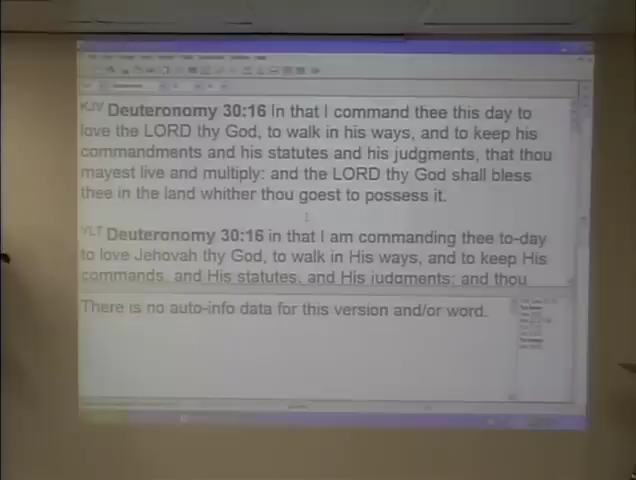 KJV Deuteronomy 30:16 In that I command thee this day to
love the LORD thy God, to walk in his ways, and to keep his
commandments and his statutes and his judgments, that thou
mayest live and multiply: and the LORD thy God shall bless
thee in the land whither thou goest to possess it.
YLT Deuteronomy 30:16 in that I am commanding thee to-day
to love Jehovah thy God, to walk in His ways, and to keep His
commands, and His statutes, and His judgments; and thou
There is no auto-info data for this version and/or word.